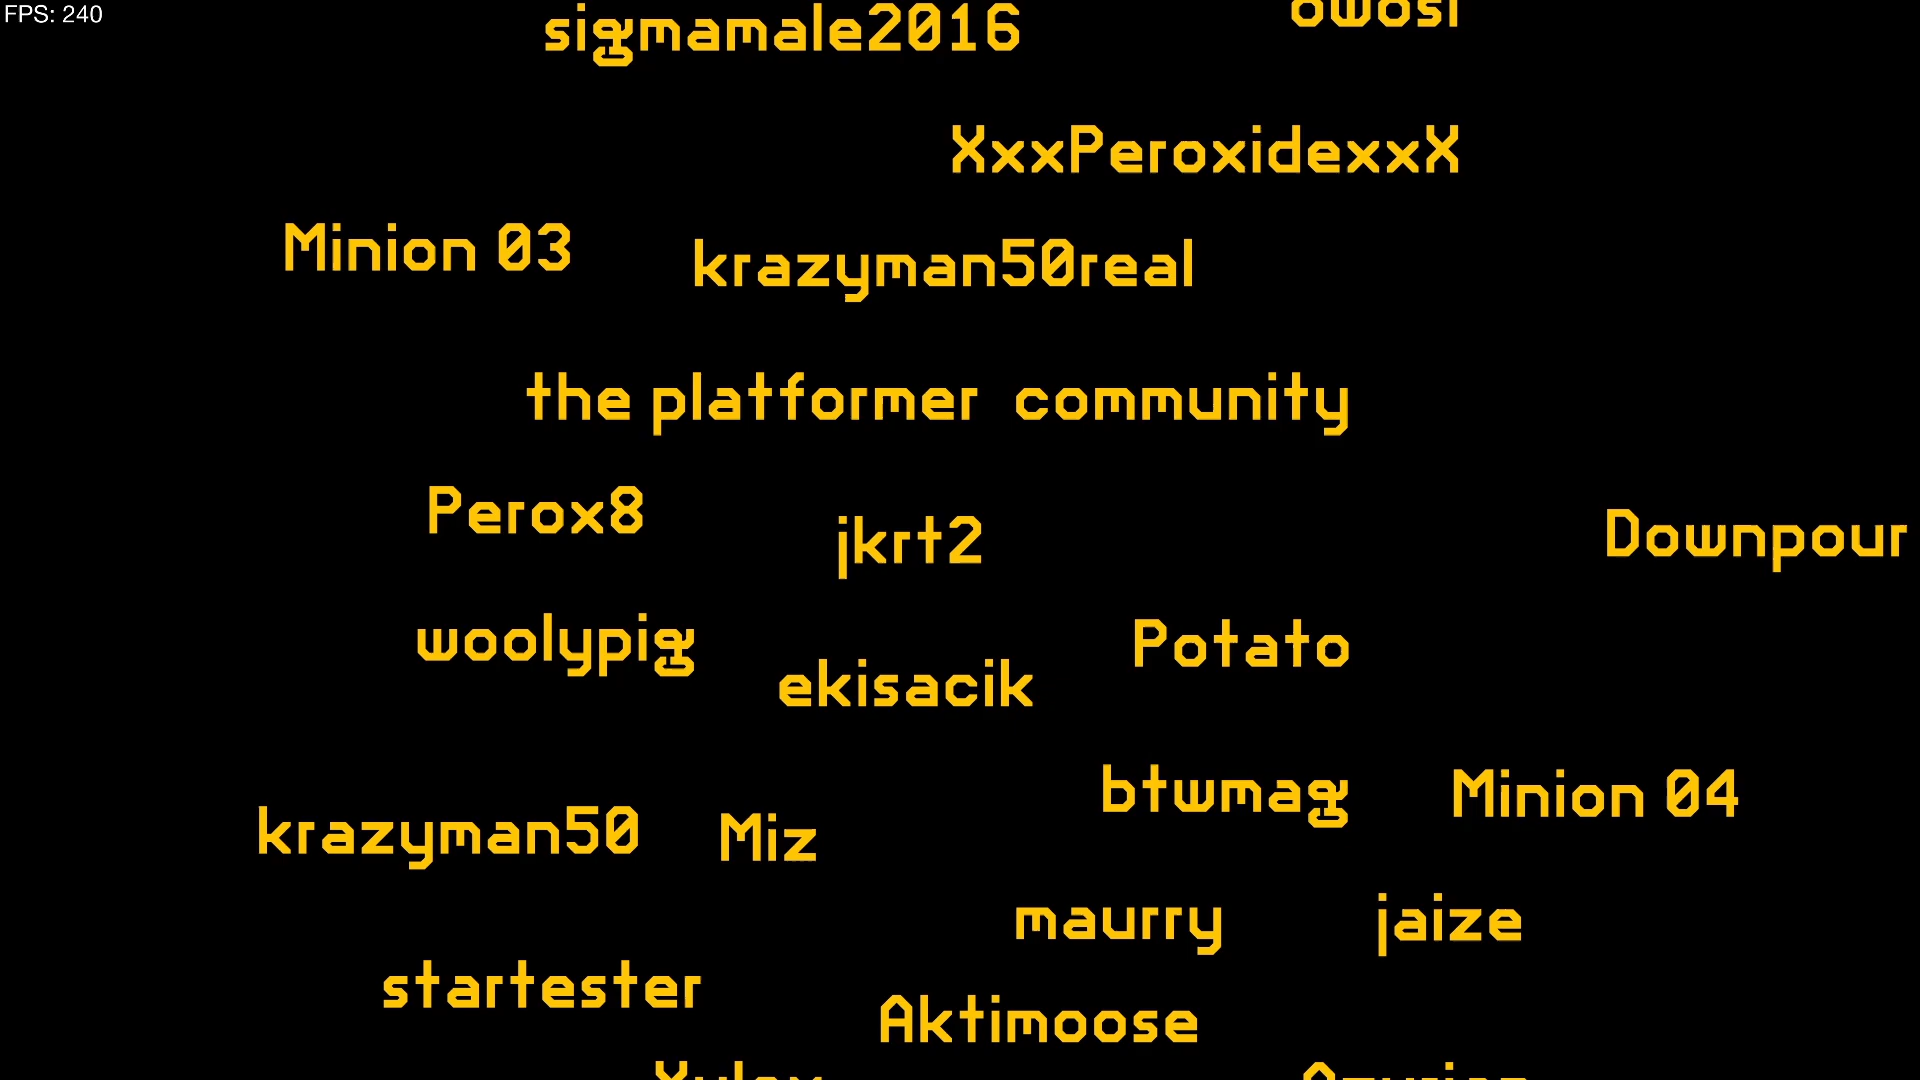 FPS: 240
sigmamale2016
XxxPeroxidexxX
Minion 03
krazyman50real
the platformer  community
Perox8
jkrt2
Downpour
woolypig
Potato
ekisacik
btwmag
Minion 04
krazyman50
Miz
maurry
jaize
startester
Aktimoose